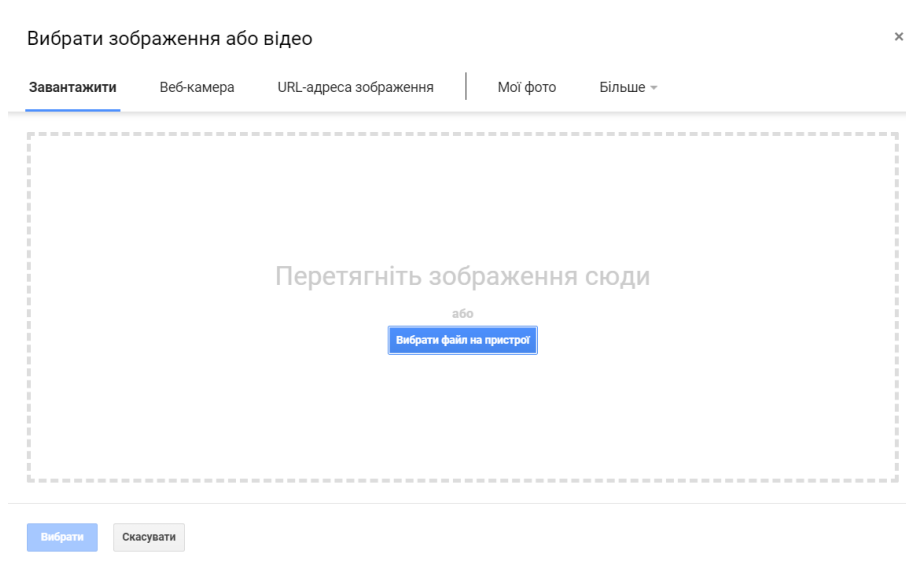 Вибрати зображення або відео ×
Завантажити Веб-камера URL-адреса зображення Мої фото Більше
Перетягніть зображення сюди
або
Вибрати файл на пристрої
Вибрати Скасувати